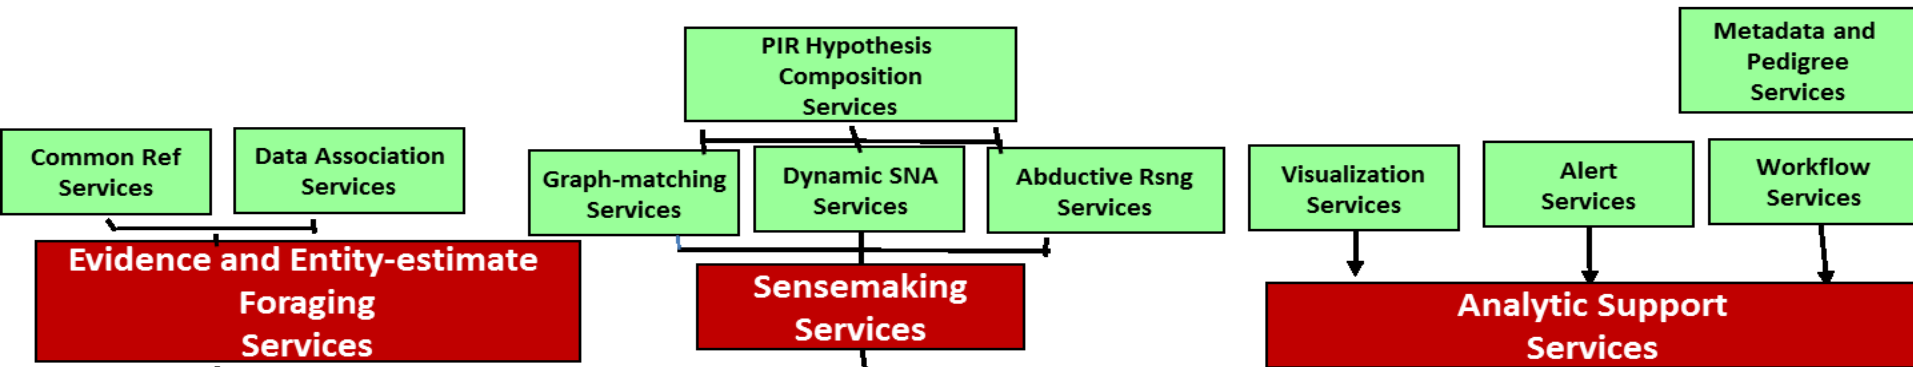 Metadata and
Pedigree
Services
PIR Hypothesis
Composition
Services
Common Ref
Services
Data Association
Services
Graph-matching
Services
Dynamic SNA
Services
Abductive Rsng
Services
Visualization
Services
Alert
Services
Workflow
Services
Evidence and Entity-estimate
Foraging
Services
Sensemaking
Services
Analytic Support
Services